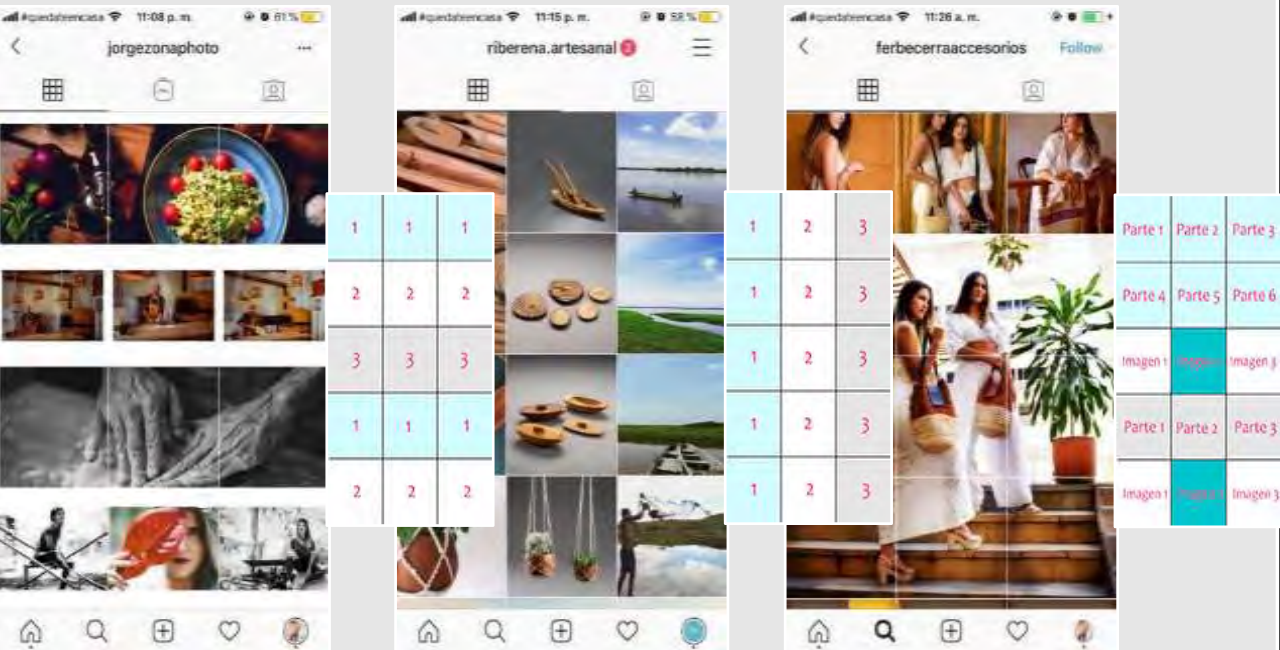 #quedateencasa 11:08 p. m. 61 %
jorgezonaphoto ...
1 1 1
2 2 2
3 3 3
1 1 1
2 2 2
#quedateencasa 11:15 p. m. 58 %
riberena.artesanal 2
1 2 3
1 2 3
1 2 3
1 2 3
1 2 3
#quedateencasa 11:26 a. m.
ferbecerraaccesorios Follow
Parte 1 Parte 2 Parte 3
Parte 4 Parte 5 Parte 6
Imagen 1 Imagen 3
Parte 1 Parte 2 Parte 3
Imagen 1 Imagen 3